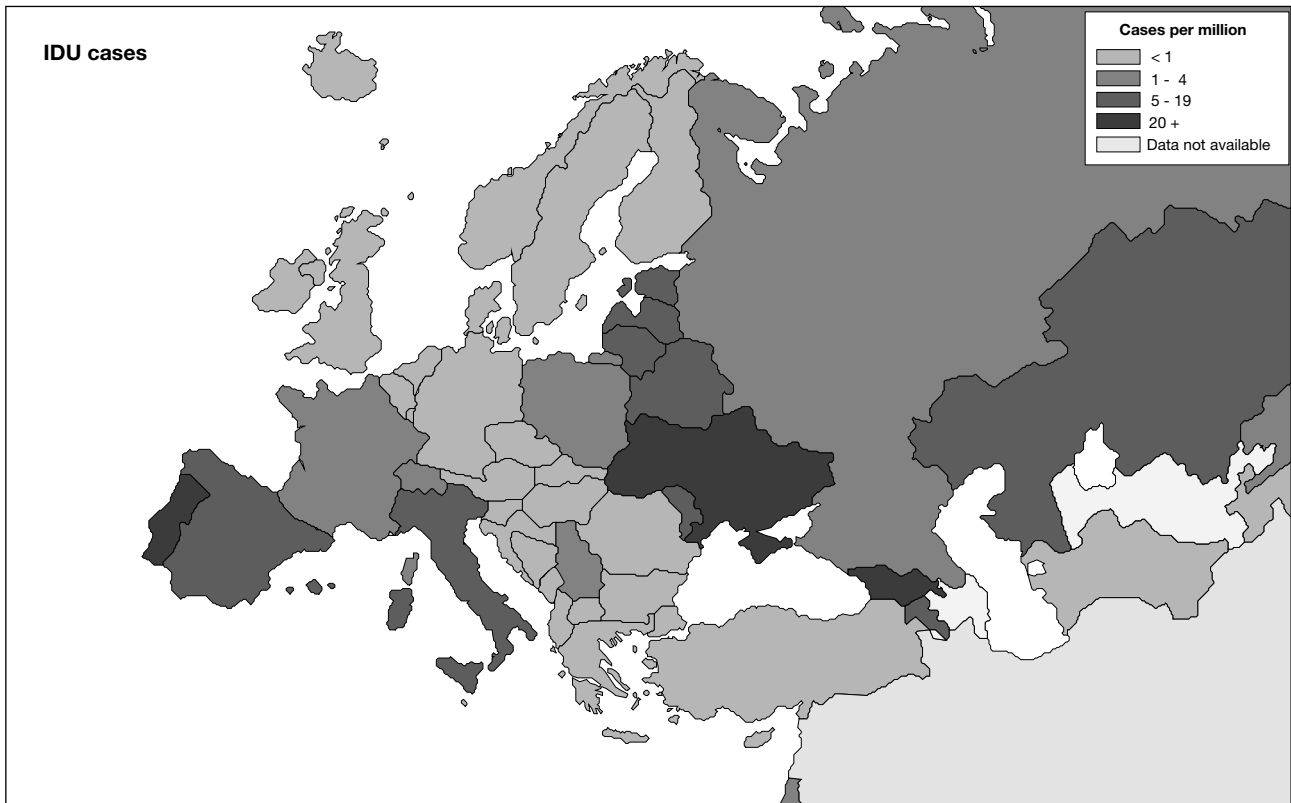 IDU cases
Cases per million
< 1
1 - 4
5 - 19
20 +
Data not available